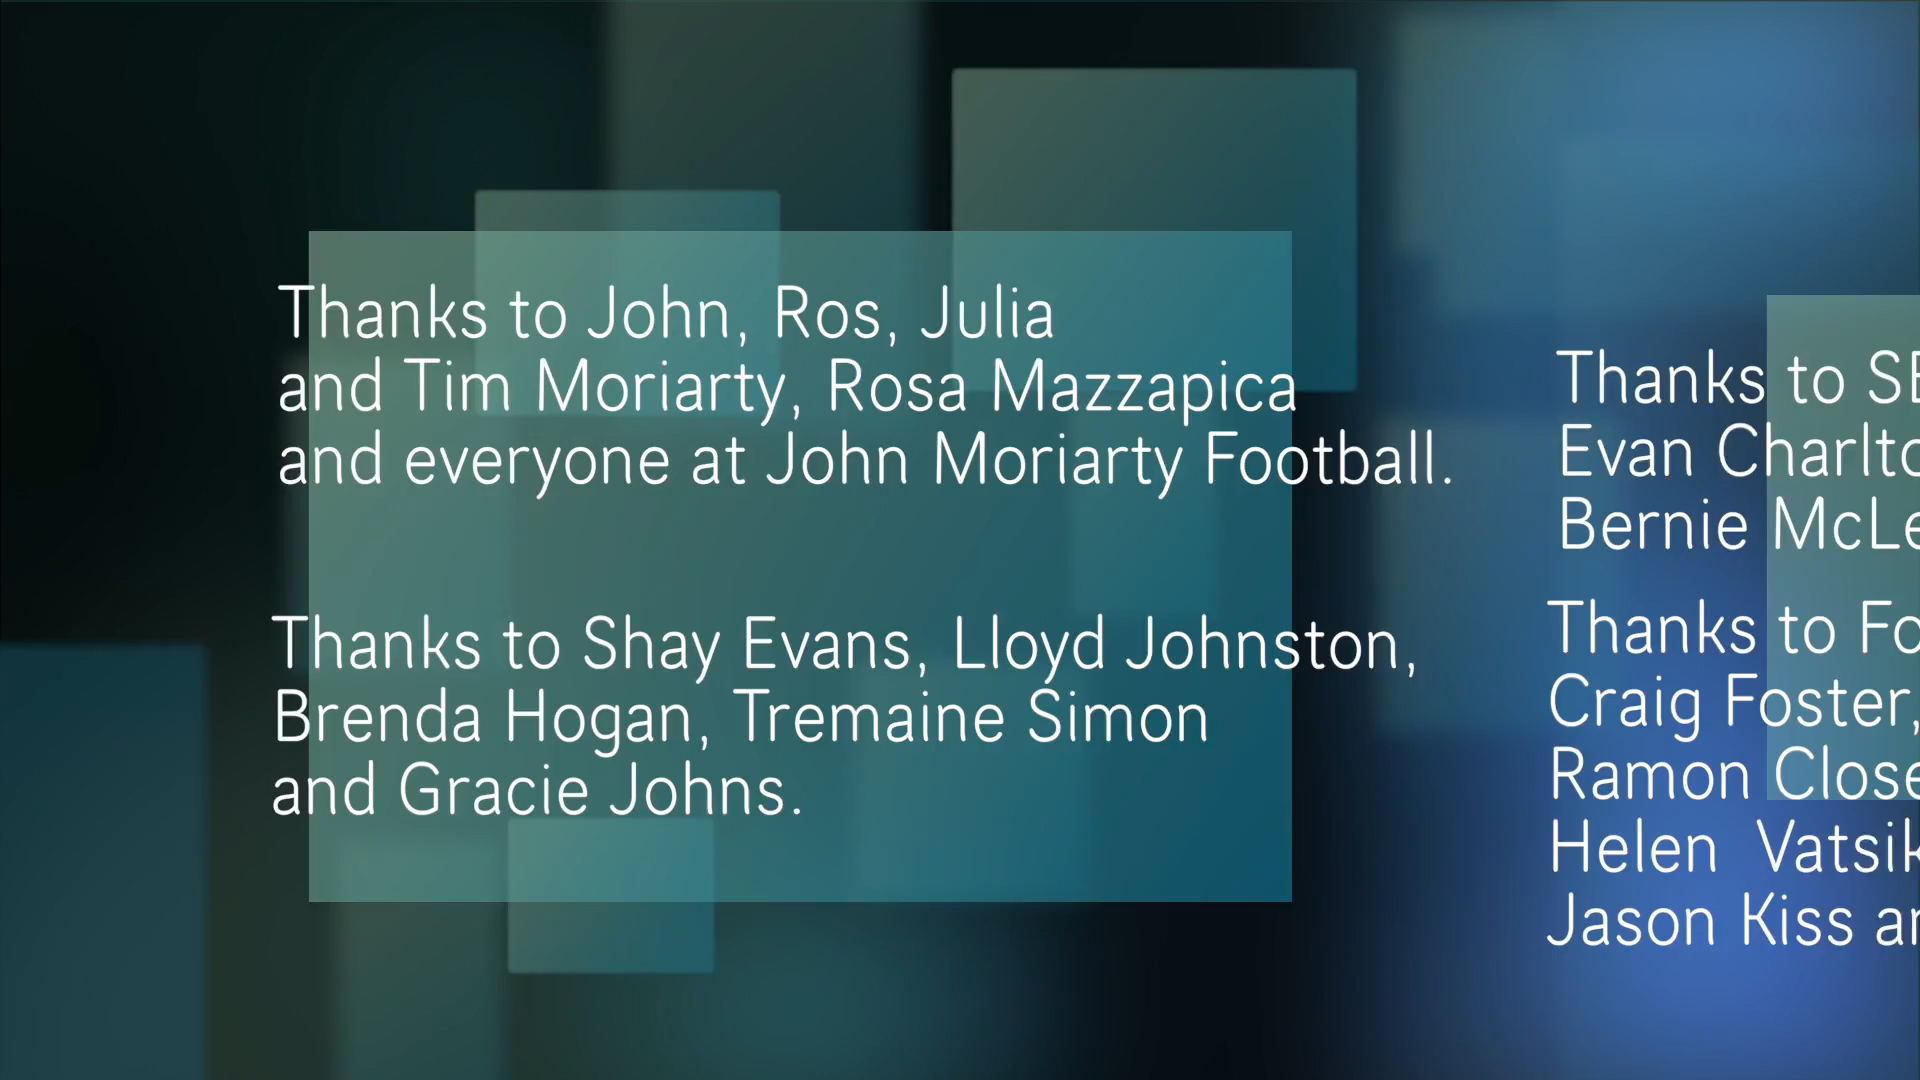 Thanks to John, Ros, Julia
and Tim Moriarty, Rosa Mazzapica
and everyone at John Moriarty Football.
Thanks to Shay Evans, Lloyd Johnston,
Brenda Hogan, Tremaine Simon
and Gracie Johns.
Thanks to
Evan
Bernie
Thanks to
Craig Foster,
Ramon
Helen
Jason Kiss